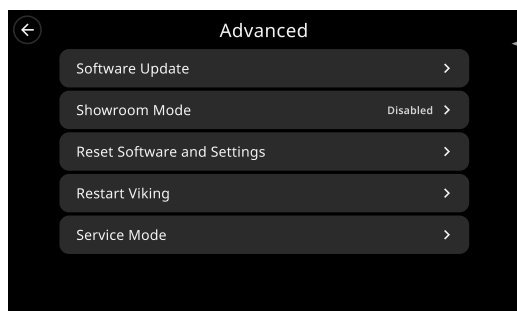 Advanced
Software Update
Showroom Mode Disabled
Reset Software and Settings
Restart Viking
Service Mode